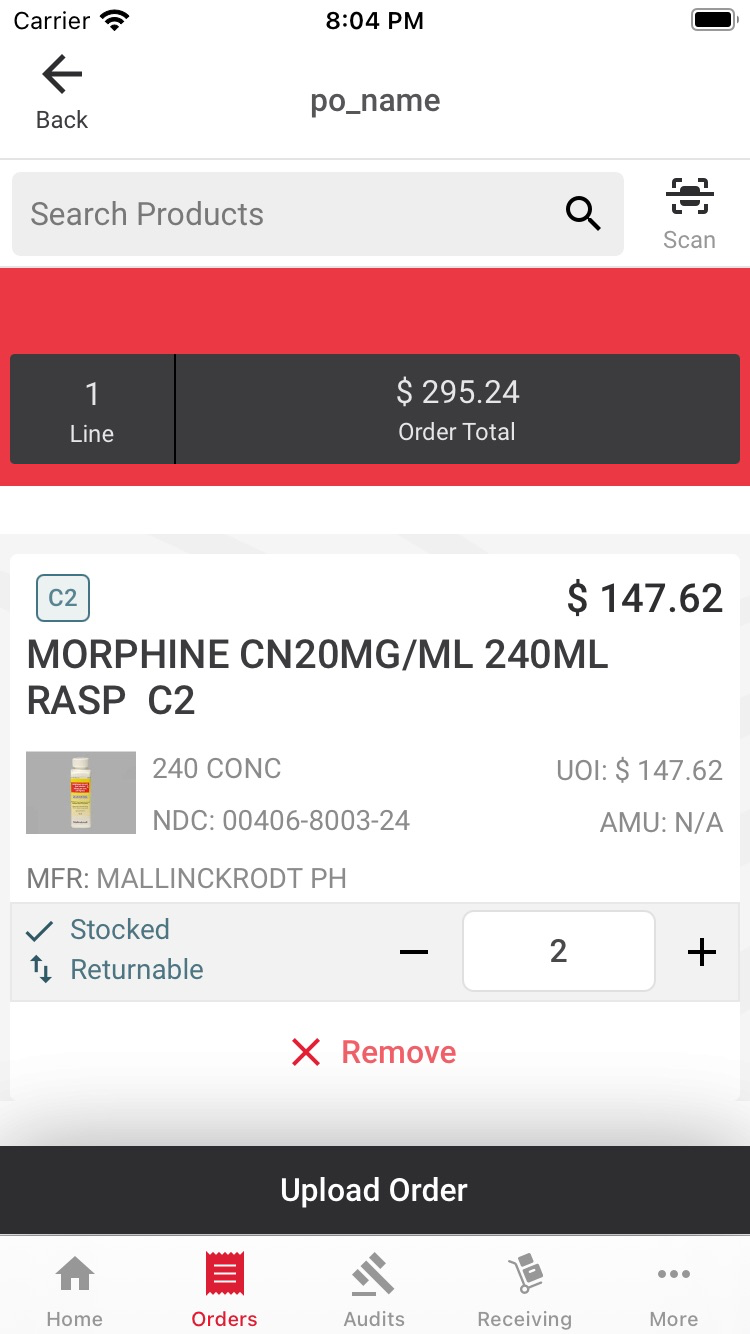 Carrier 8:04 PM
Back
po_name
Search Products
Scan
1
Line
$ 295.24
Order Total
C2
$ 147.62
MORPHINE CN20MG/ML 240ML
RASP  C2
240 CONC
UOI: $ 147.62
NDC: 00406-8003-24
AMU: N/A
MFR: MALLINCKRODT PH
Stocked
Returnable
2
Remove
Upload Order
Home
Orders
Audits
Receiving
More